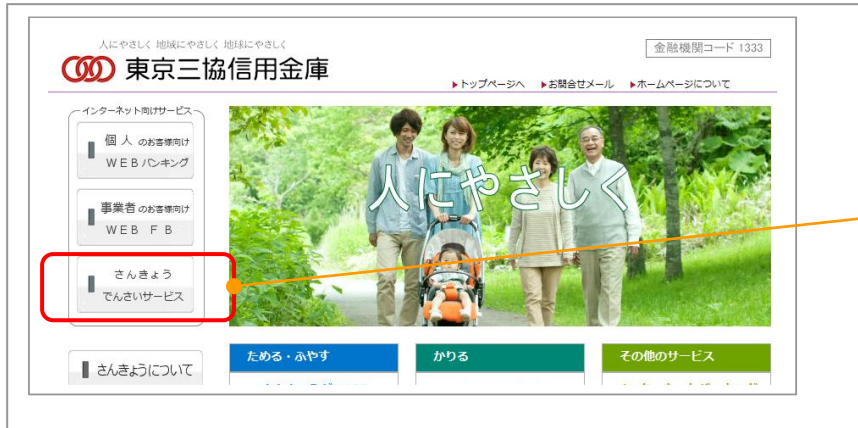 人にやさしく 地域にやさしく 地球にやさしく
東京三協信用金庫
金融機関コード 1333
トップページへ お問合せメール ホームページについて
インターネット向けサービス
個人 のお客様向け
WEBバンキング
事業者 のお客様向け
WEB FB
さんきょう
でんさいサービス
さんきょうについて
人にやさしく
ためる・ふやす
かりる
その他のサービス